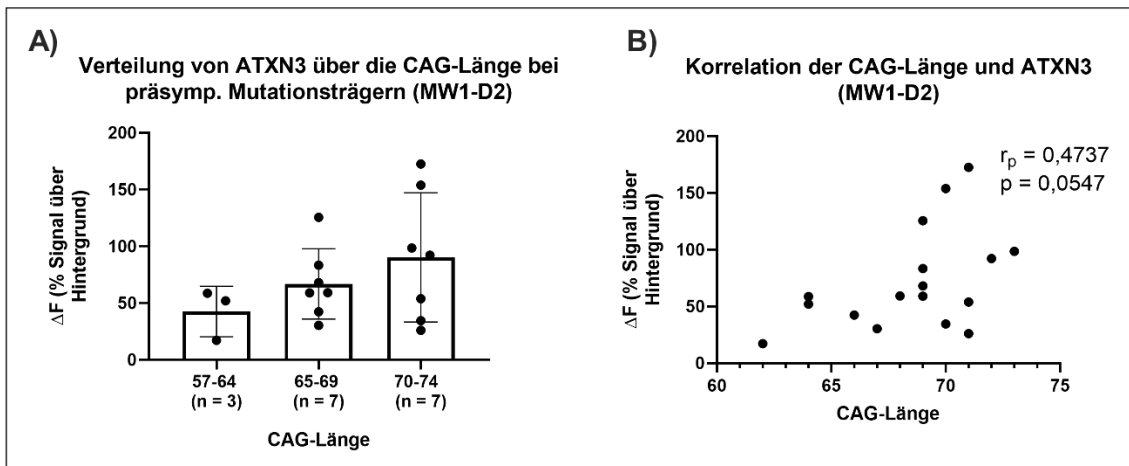 A)
Verteilung von ATXN3 über die CAG-Länge bei
präsymp. Mutationsträgern (MW1-D2)
ΔF (% Signal über
Hintergrund)
200
150
100
50
0
57-64
(n = 3)
65-69
(n = 7)
70-74
(n = 7)
CAG-Länge
B)
Korrelation der CAG-Länge und ATXN3
(MW1-D2)
ΔF (% Signal über
Hintergrund)
200
150
100
50
0
60
65
70
75
CAG-Länge
rp = 0,4737
p = 0,0547